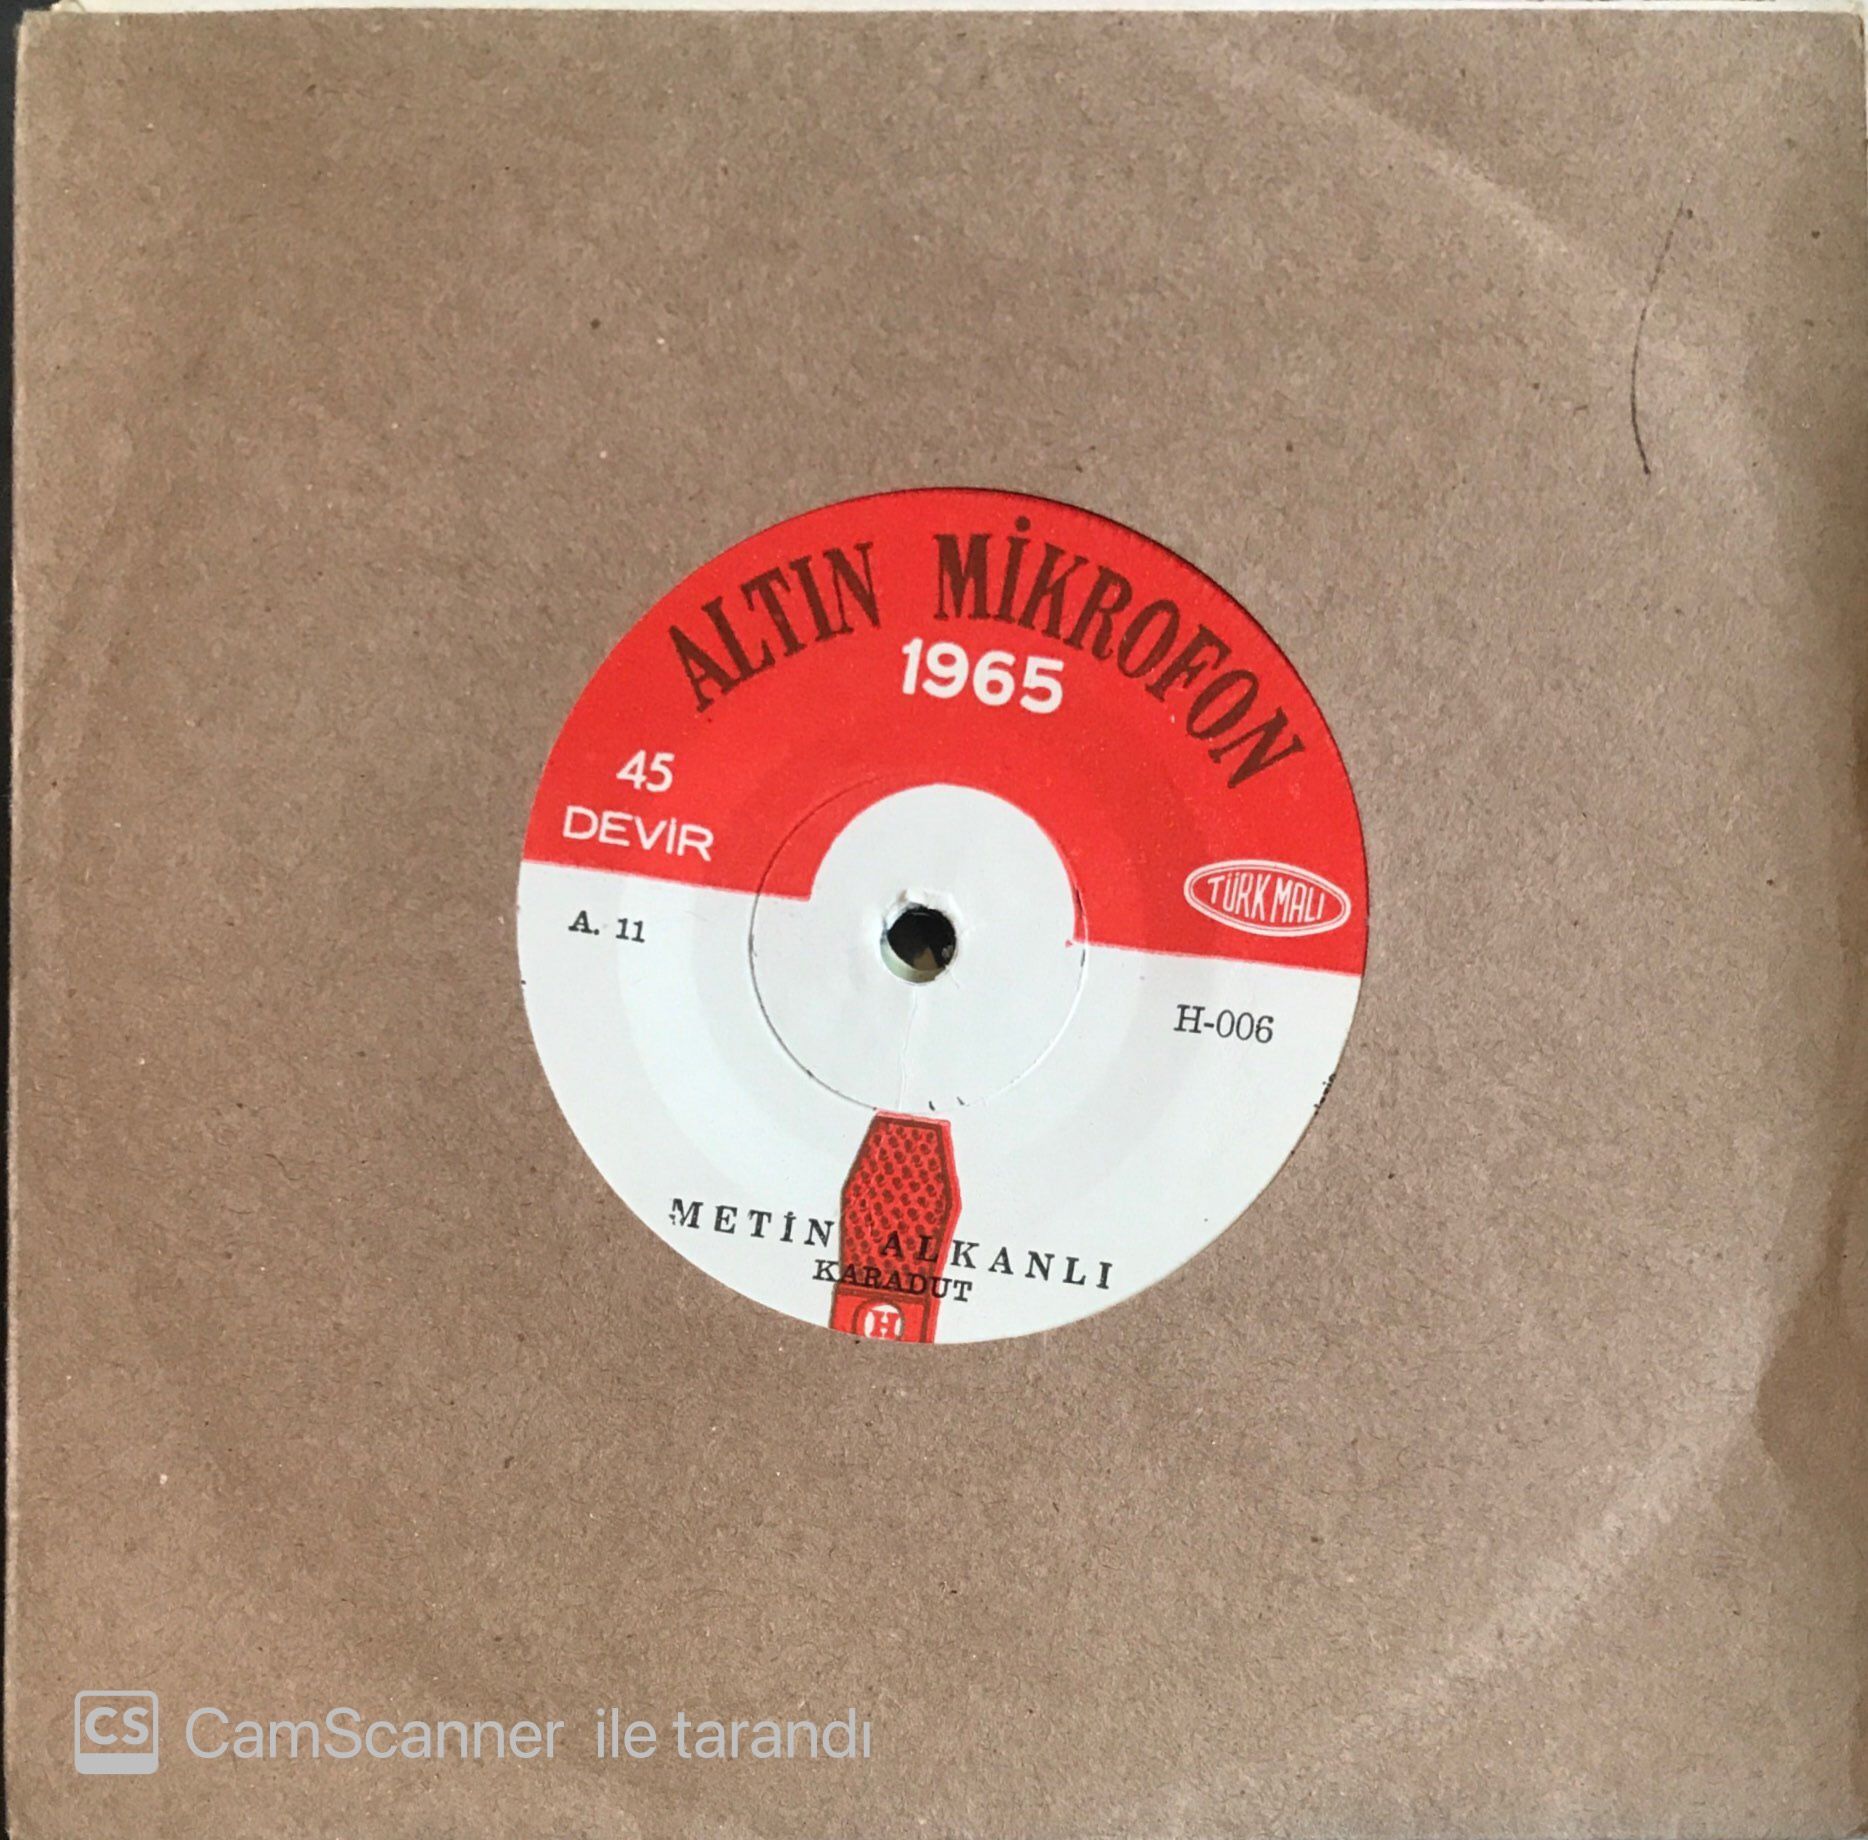 ALTIN MİKROFON
1965
45
DEVİR
TÜRK MALI
A. 11
H-006
METİN ALKANLI
KARADUT
H
CS CamScanner ile tarandı